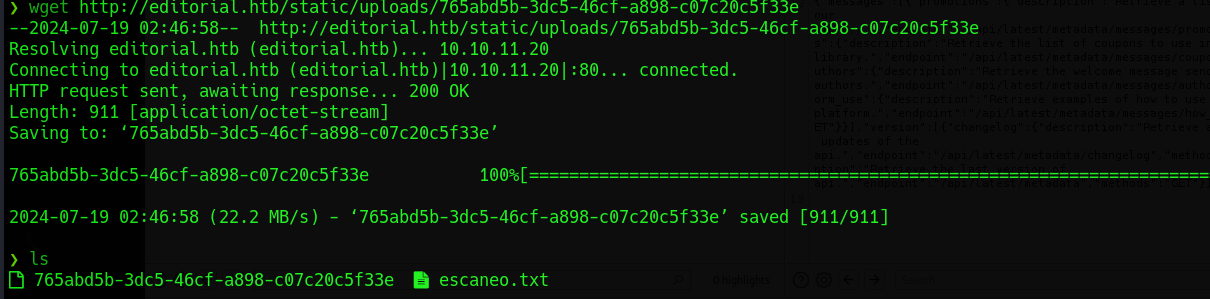 ❯ wget http://editorial.htb/static/uploads/765abd5b-3dc5-46cf-a898-c07c20c5f33e
--2024-07-19 02:46:58--  http://editorial.htb/static/uploads/765abd5b-3dc5-46cf-a898-c07c20c5f33e
Resolving editorial.htb (editorial.htb)... 10.10.11.20
Connecting to editorial.htb (editorial.htb)|10.10.11.20|:80... connected.
HTTP request sent, awaiting response... 200 OK
Length: 911 [application/octet-stream]
Saving to: ‘765abd5b-3dc5-46cf-a898-c07c20c5f33e’
765abd5b-3dc5-46cf-a898-c07c20c5f33e 100%[===================================================================
2024-07-19 02:46:58 (22.2 MB/s) - ‘765abd5b-3dc5-46cf-a898-c07c20c5f33e’ saved [911/911]
❯ ls
765abd5b-3dc5-46cf-a898-c07c20c5f33e escaneo.txt
0 highlights